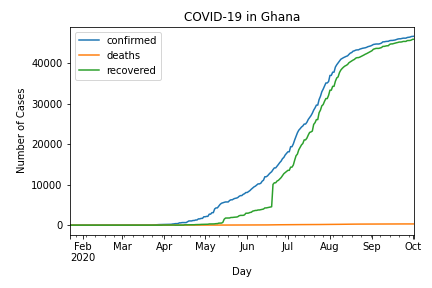 COVID-19 in Ghana
confirmed
deaths
recovered
Number of Cases
40000
30000
20000
10000
0
Feb Mar Apr May Jun Jul Aug Sep Oct
2020
Day